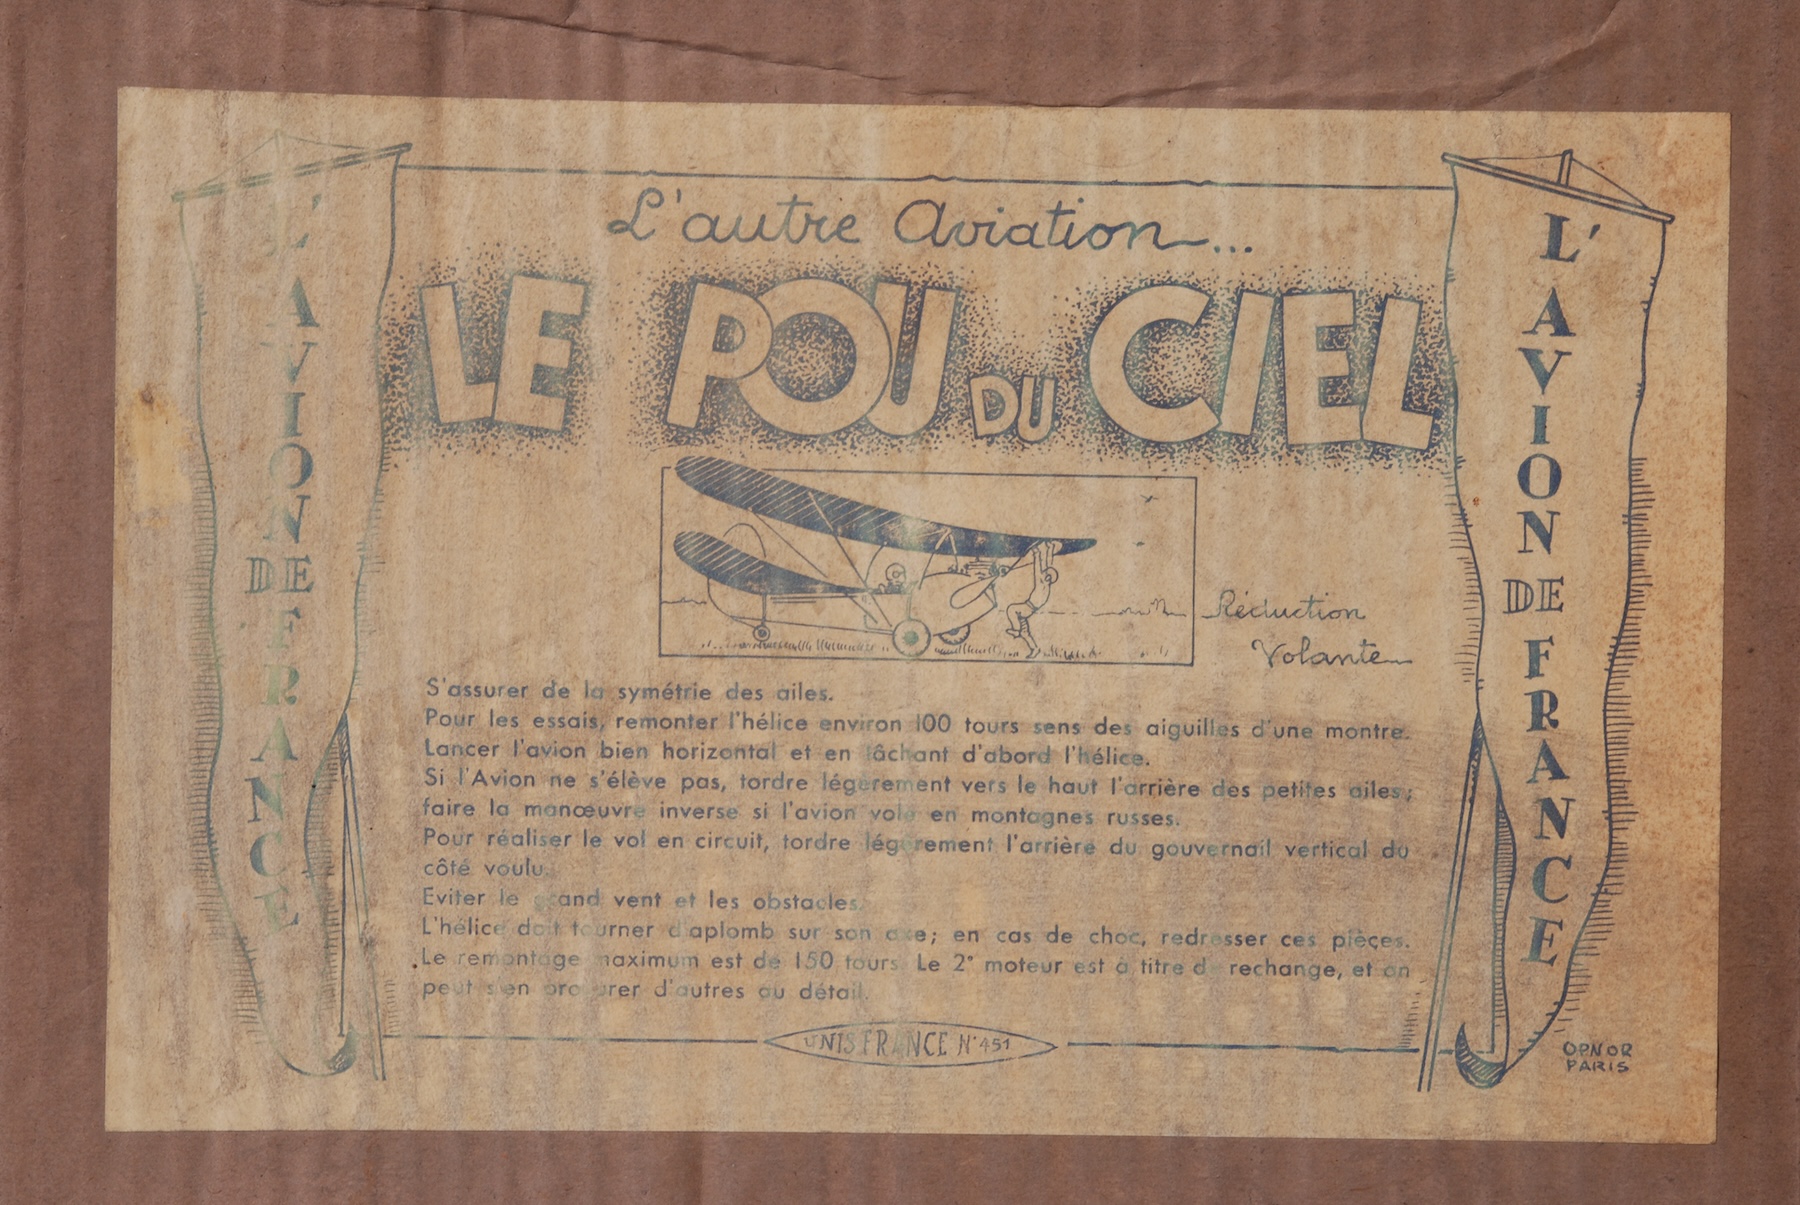 L'autre Aviation...
LE POU DU CIEL
Réduction
Volante
L'AVION DE FRANCE
L'AVION DE FRANCE
S'assurer de la symétrie des ailes.
Pour les essais, remonter l'hélice environ 100 tours sens des aiguilles d'une montre.
Lancer l'avion bien horizontal et en lâchant d'abord l'hélice.
Si l'Avion ne s'élève pas, tordre légerement vers le haut l'arrière des petites ailes;
faire la manœuvre inverse si l'avion vole en montagnes russes.
Pour réaliser le vol en circuit, tordre légerement l'arrière du gouvernail vertical du
côté voulu.
Eviter le grand vent et les obstacles.
L'hélice doit tourner d'aplomb sur son axe; en cas de choc, redresser ces pièces.
Le remontage maximum est de 150 tours. Le 2° moteur est à titre de rechange, et on
peut s'en procurer d'autres au détail.
UNIS FRANCE N°451
OPNOR
PARIS